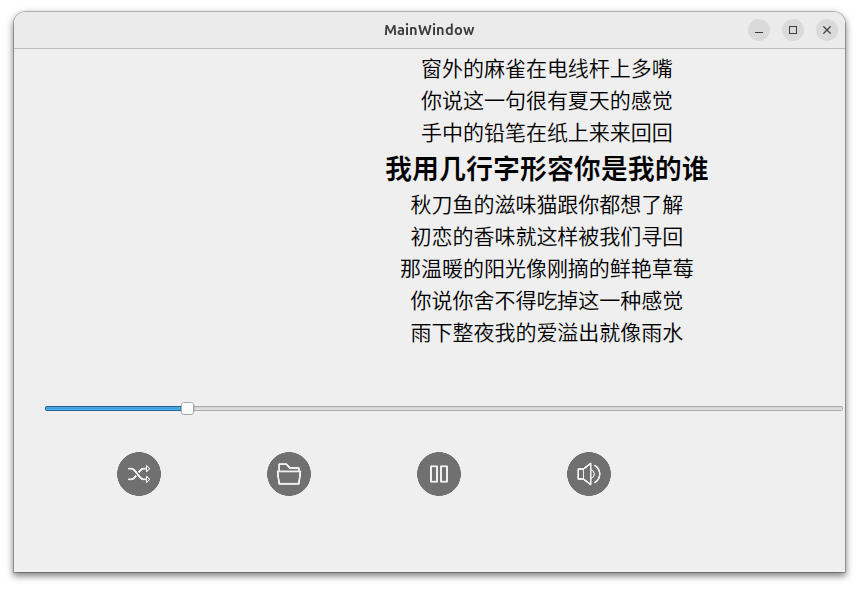 MainWindow
窗外的麻雀在电线杆上多嘴
你说这一句很有夏天的感觉
手中的铅笔在纸上来来回回
我用几行字形容你是我的谁
秋刀鱼的滋味猫跟你都想了解
初恋的香味就这样被我们寻回
那温暖的阳光像刚摘的鲜艳草莓
你说你舍不得吃掉这一种感觉
雨下整夜我的爱溢出就像雨水